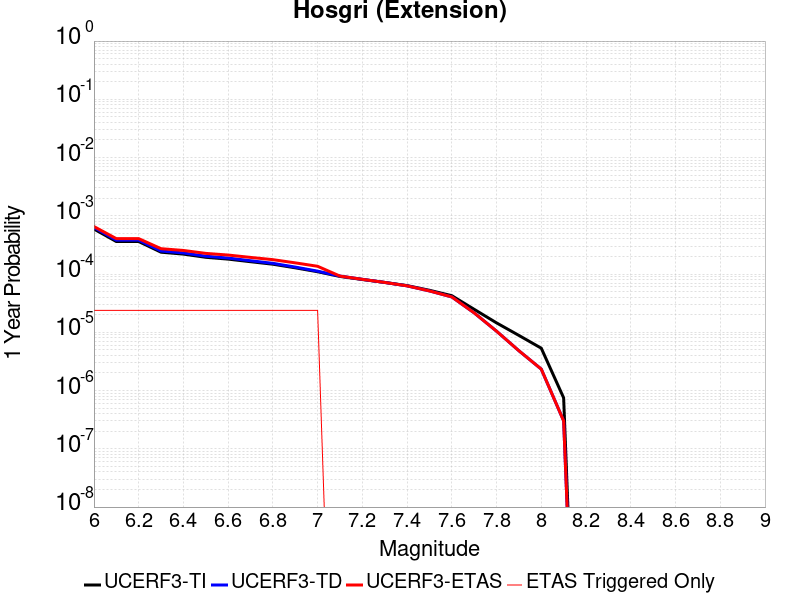 Hosgri (Extension)
10^0
10^-1
10^-2
10^-3
10^-4
10^-5
10^-6
10^-7
10^-8
1 Year Probability
6 6.2 6.4 6.6 6.8 7 7.2 7.4 7.6 7.8 8 8.2 8.4 8.6 8.8 9
Magnitude
UCERF3-TI UCERF3-TD UCERF3-ETAS ETAS Triggered Only